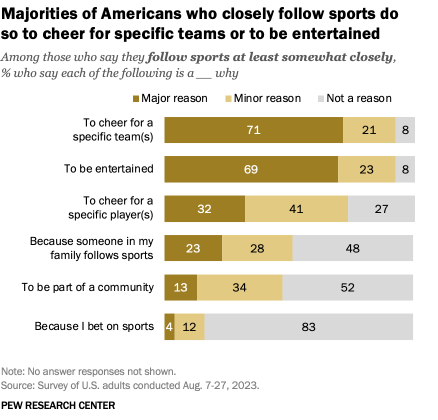 Majorities of Americans who closely follow sports do
so to cheer for specific teams or to be entertained
Among those who say they follow sports at least somewhat closely,
% who say each of the following is a __ why
Major reason Minor reason Not a reason
To cheer for a
specific team(s)
71 21 8
To be entertained 69 23 8
To cheer for a
specific player(s)
32 41 27
Because someone in my
family follows sports
23 28 48
To be part of a community 13 34 52
Because I bet on sports 4 12 83
Note: No answer responses not shown.
Source: Survey of U.S. adults conducted Aug. 7-27, 2023.
PEW RESEARCH CENTER